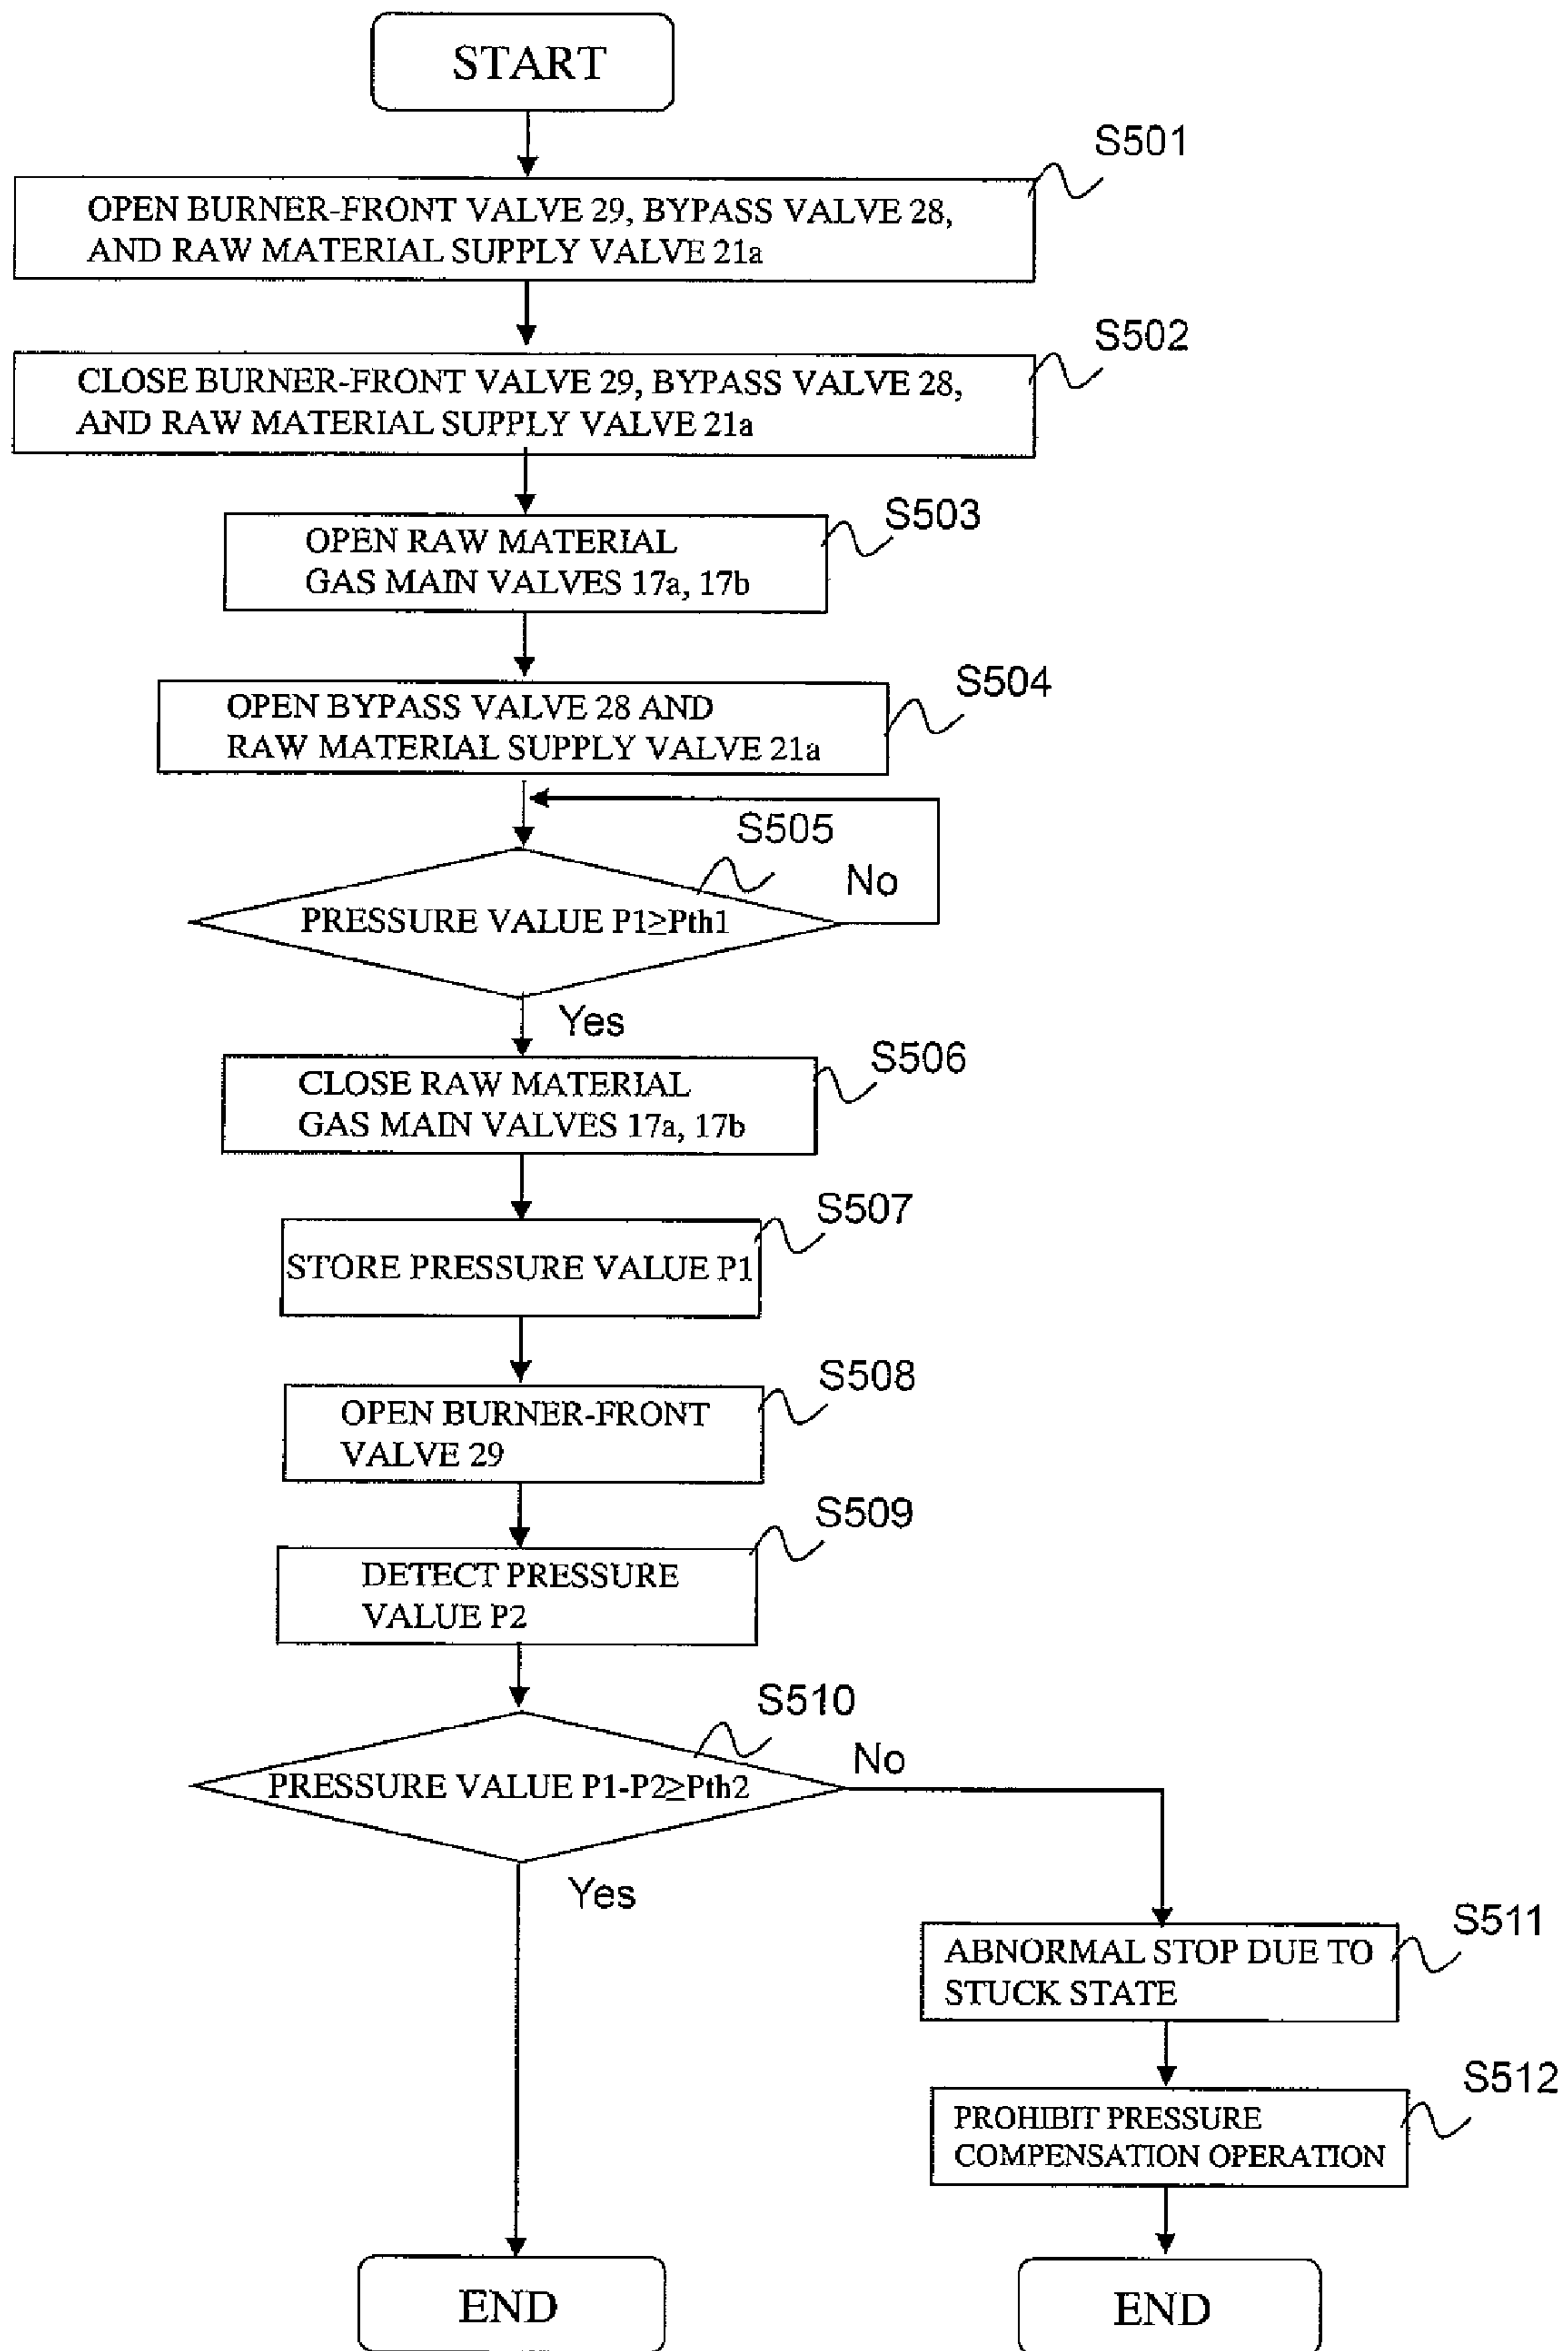 START
S501
OPEN BURNER-FRONT VALVE 29, BYPASS VALVE 28,
AND RAW MATERIAL SUPPLY VALVE 21a
S502
CLOSE BURNER-FRONT VALVE 29, BYPASS VALVE 28,
AND RAW MATERIAL SUPPLY VALVE 21a
S503
OPEN RAW MATERIAL
GAS MAIN VALVES 17a, 17b
S504
OPEN BYPASS VALVE 28 AND
RAW MATERIAL SUPPLY VALVE 21a
S505
No
PRESSURE VALUE P1≥Pth1
Yes
S506
CLOSE RAW MATERIAL
GAS MAIN VALVES 17a, 17b
S507
STORE PRESSURE VALUE P1
S508
OPEN BURNER-FRONT
VALVE 29
S509
DETECT PRESSURE
VALUE P2
S510
No
PRESSURE VALUE P1-P2≥Pth2
Yes
S511
ABNORMAL STOP DUE TO
STUCK STATE
S512
PROHIBIT PRESSURE
COMPENSATION OPERATION
END
END